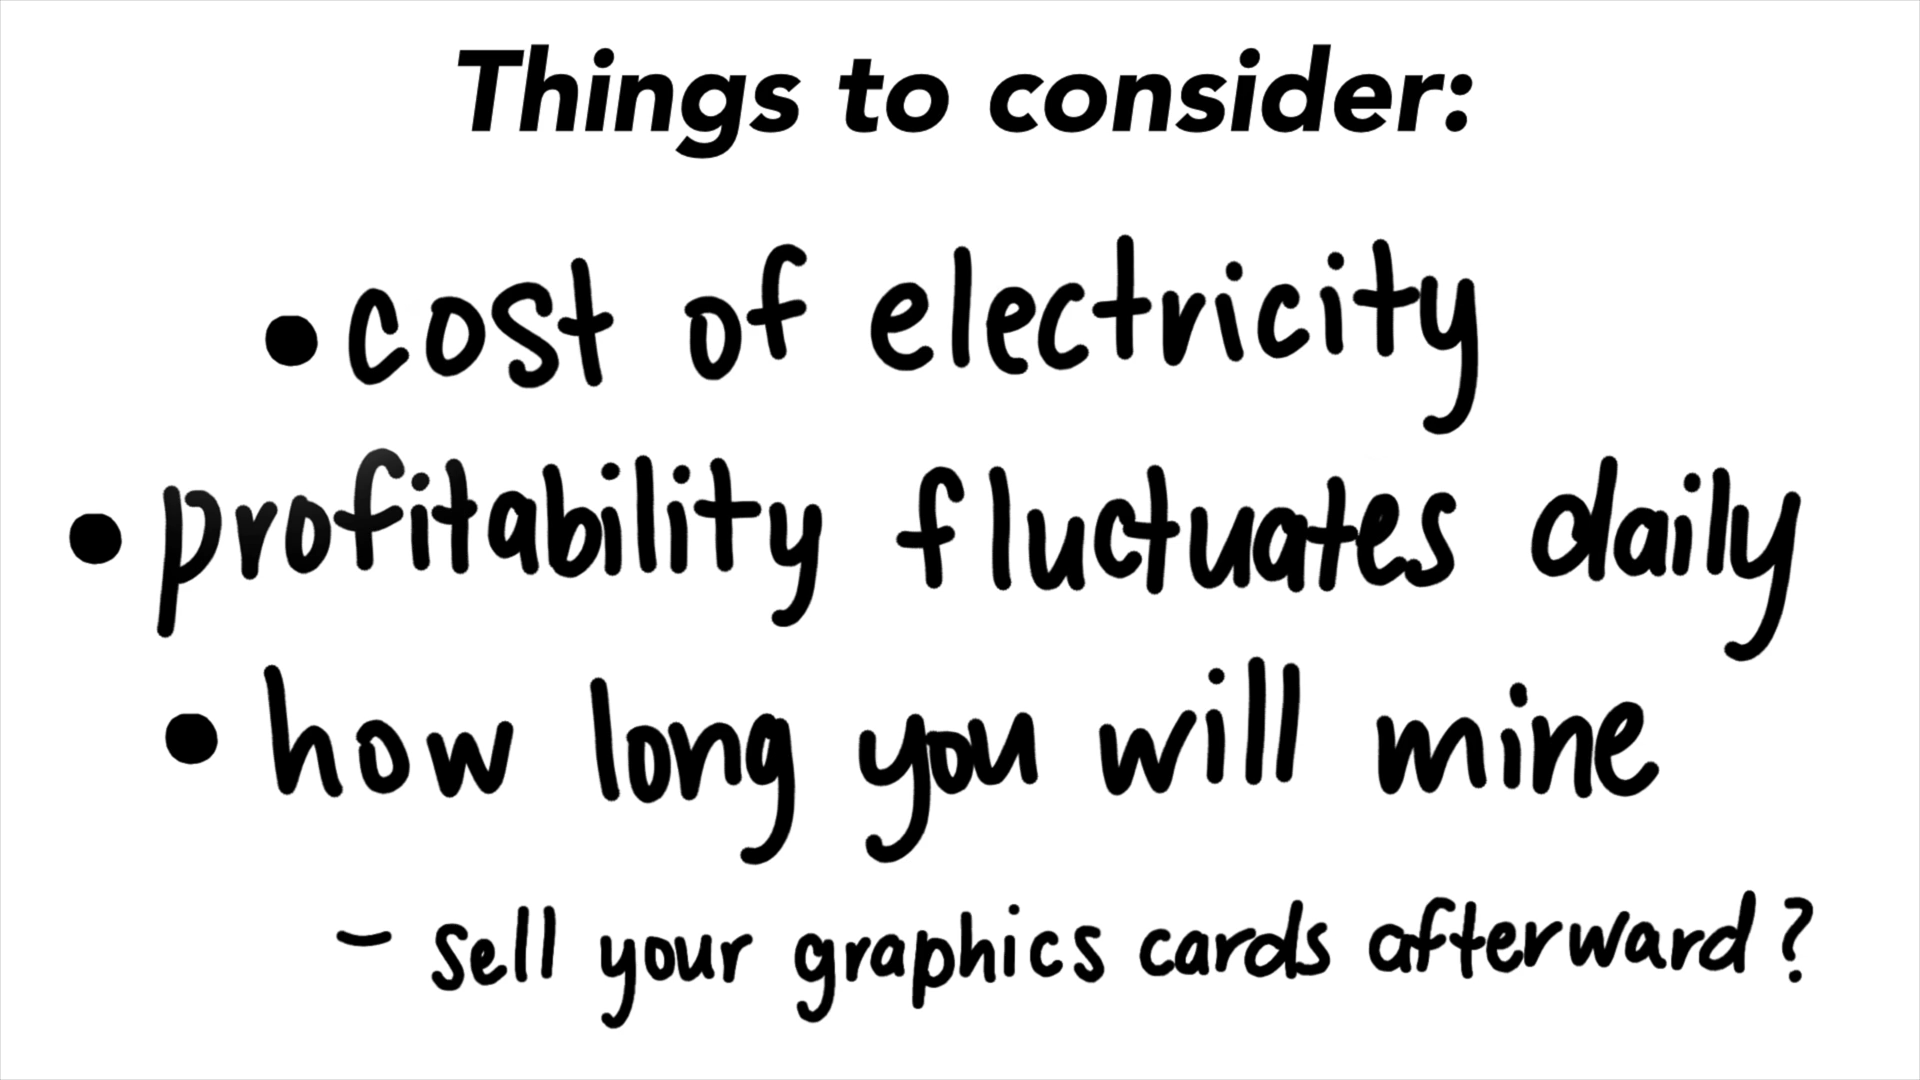 Things to consider:
• cost of electricity
• profitability fluctuates daily
• how long you will mine
- sell your graphics cards afterward?